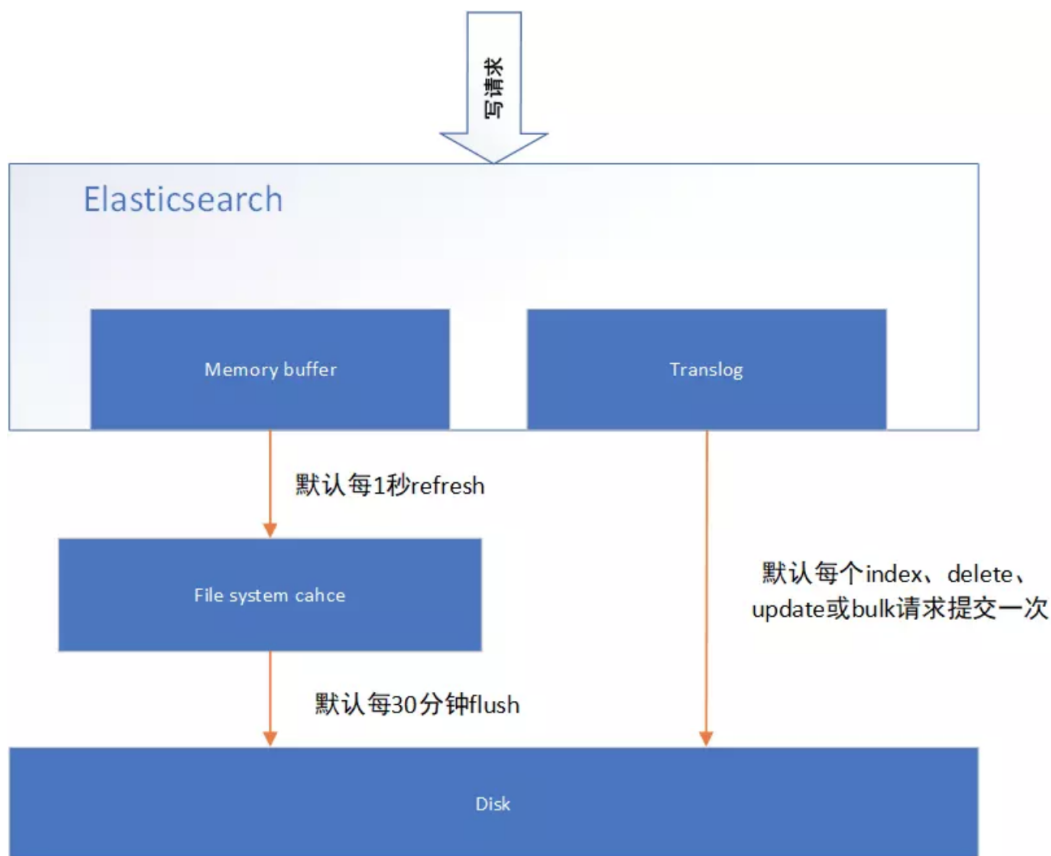 写请求
Elasticsearch
Memory buffer
Translog
默认每1秒refresh
File system cahce
默认每个index、delete、
update或bulk请求提交一次
默认每30分钟flush
Disk